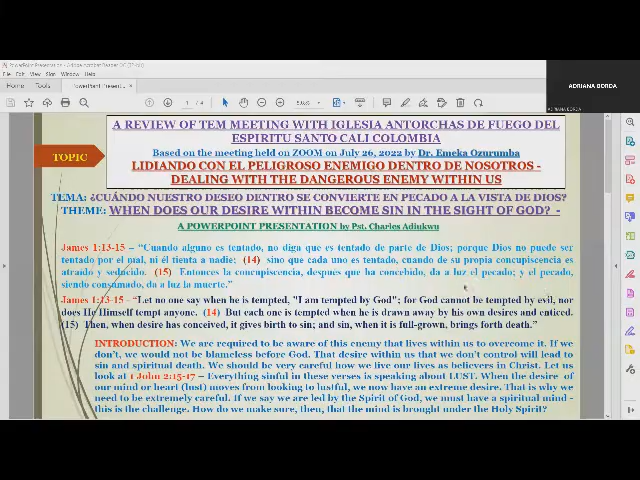 PowerPoint Presentation -
File Edit View Sign Window Help
Home Tools PowerPoint Present... ×
1 / 4
ADRIANA BORDA
ADRIANA BORDA
TOPIC
A REVIEW OF TEM MEETING WITH IGLESIA ANTORCHAS DE FUEGO DEL
ESPIRITU SANTO CALI COLOMBIA
Based on the meeting held on ZOOM on July 26, 2022 by Dr. Emeka Ozurumba
LIDIANDO CON EL PELIGROSO ENEMIGO DENTRO DE NOSOTROS -
DEALING WITH THE DANGEROUS ENEMY WITHIN US
TEMA: ¿CUÁNDO NUESTRO DESEO DENTRO SE CONVIERTE EN PECADO A LA VISTA DE DIOS?
THEME: WHEN DOES OUR DESIRE WITHIN BECOME SIN IN THE SIGHT OF GOD? -
A POWERPOINT PRESENTATION by Pst. Charles Adinkwu
James 1:13-15 – “Cuando alguno es tentado, no diga que es tentado de parte de Dios; porque Dios no puede ser
tentado por el mal, ni él tienta a nadie; (14) sino que cada uno es tentado, cuando de su propia concupiscencia es
atraído y seducido. (15) Entonces la concupiscencia, después que ha concebido, da a luz el pecado; y el pecado,
siendo consumado, da a luz la muerte.”
James 1:13-15 – “Let no one say when he is tempted, "I am tempted by God"; for God cannot be tempted by evil, nor
does He Himself tempt anyone. (14) But each one is tempted when he is drawn away by his own desires and enticed.
(15) Then, when desire has conceived, it gives birth to sin; and sin, when it is full-grown, brings forth death.”
INTRODUCTION: We are required to be aware of this enemy that lives within us to overcome it. If we
don't, we would not be blameless before God. That desire within us that we don't control will lead to
sin and spiritual death. We should be very careful how we live our lives as believers in Christ. Let us
look at 1 John 2:15-17 – Everything sinful in these verses is speaking about LUST. When the desire of
our mind or heart (lust) moves from looking to lustful, we now have an extreme desire. That is why we
need to be extremely careful. If we say we are led by the Spirit of God, we must have a spiritual mind -
this is the challenge. How do we make sure, then, that the mind is brought under the Holy Spirit?